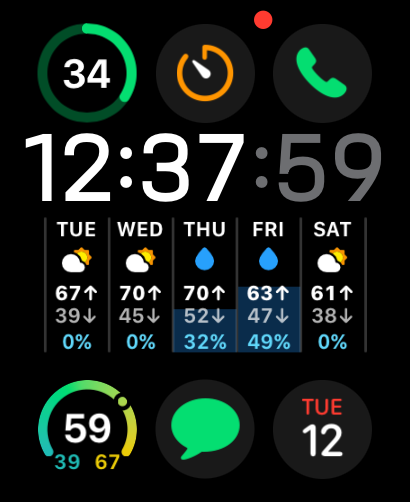 34
12:37:59
TUE WED THU FRI SAT
67↑ 70↑ 70↑ 63↑ 61↑
39↓ 45↓ 52↓ 47↓ 38↓
0% 0% 32% 49% 0%
59
39 67
TUE
12